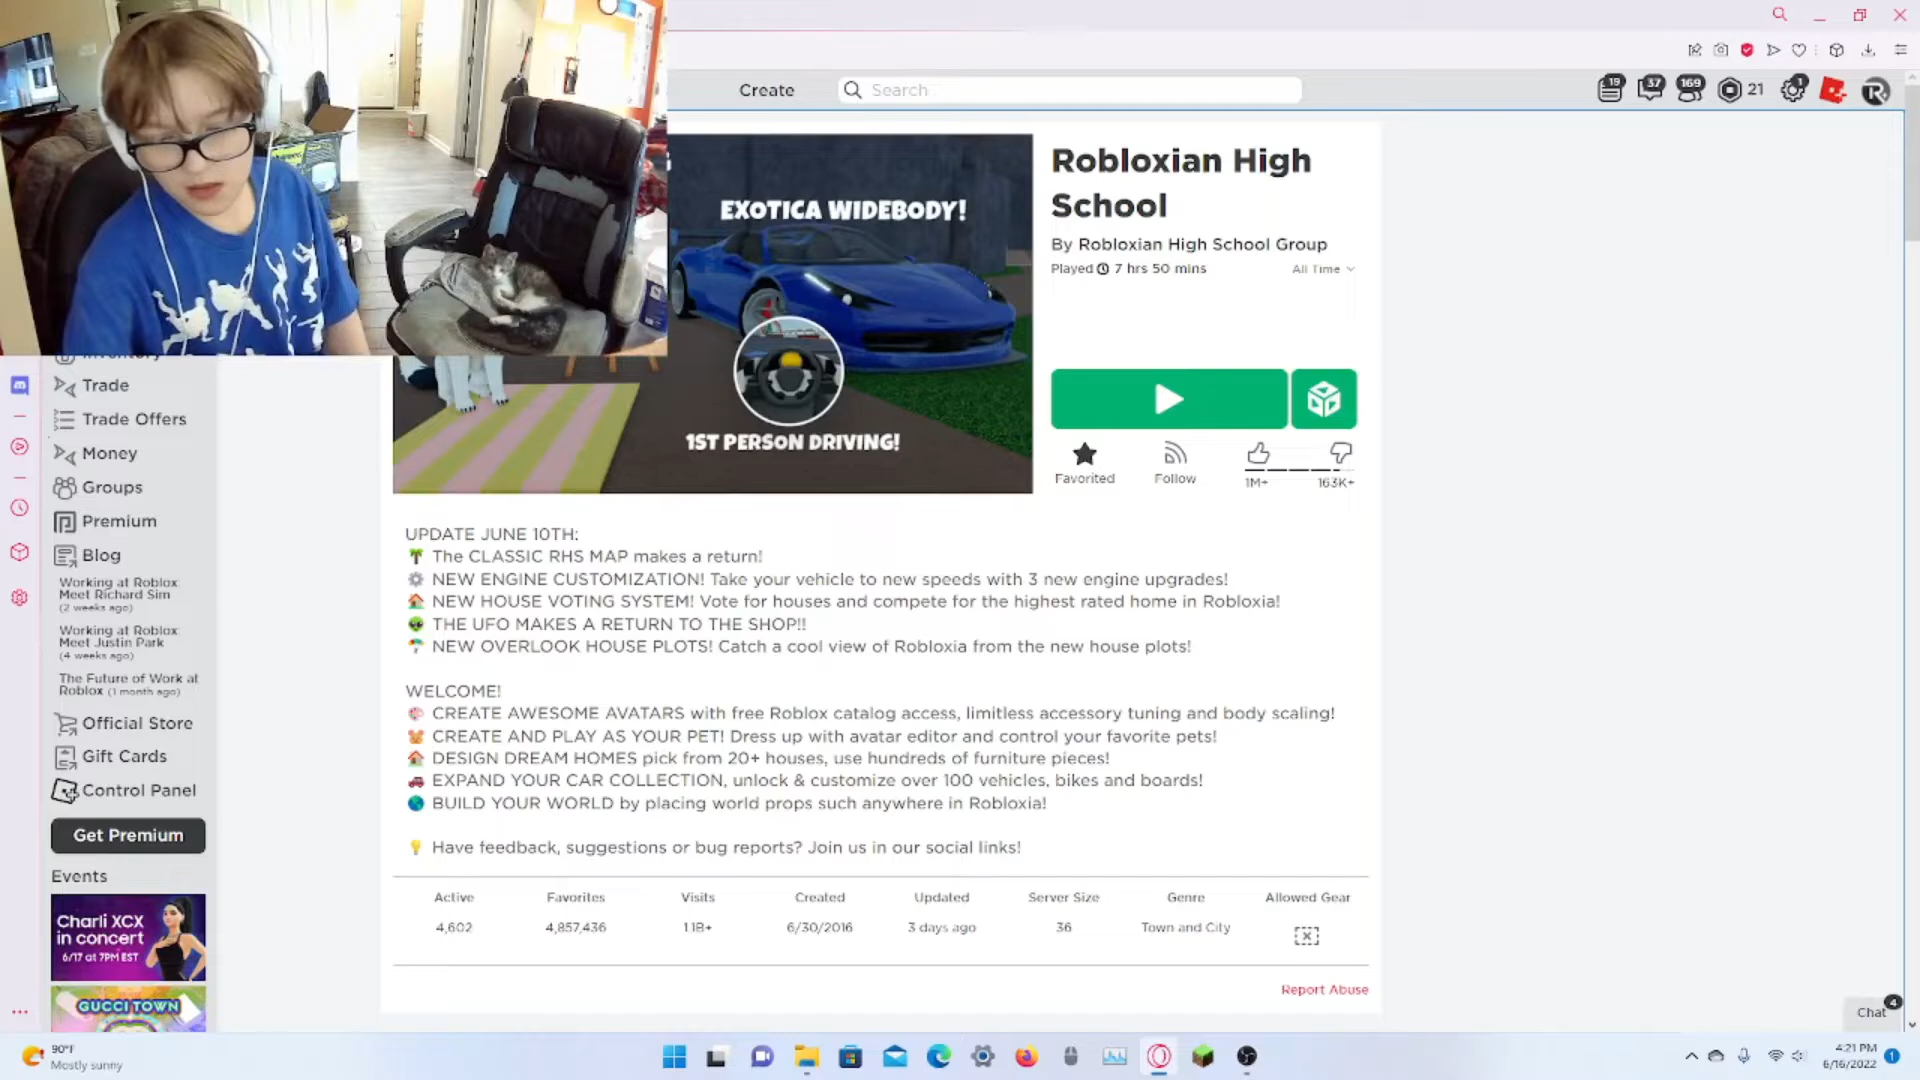 Create
Search
19
37
169
21
1
EXOTICA WIDEBODY!
1ST PERSON DRIVING!
Robloxian High
School
By Robloxian High School Group
Played 7 hrs 50 mins
All Time
Favorited
Follow
1M+
163K+
Trade
Trade Offers
Money
Groups
Premium
Blog
Working at Roblox:
Meet Richard Sim
(2 weeks ago)
Working at Roblox:
Meet Justin Park
(4 weeks ago)
The Future of Work at
Roblox (1 month ago)
Official Store
Gift Cards
Control Panel
Get Premium
Events
Charli XCX
in concert
6/17 at 7PM EST
GUCCI TOWN
UPDATE JUNE 10TH:
The CLASSIC RHS MAP makes a return!
NEW ENGINE CUSTOMIZATION! Take your vehicle to new speeds with 3 new engine upgrades!
NEW HOUSE VOTING SYSTEM! Vote for houses and compete for the highest rated home in Robloxia!
THE UFO MAKES A RETURN TO THE SHOP!!
NEW OVERLOOK HOUSE PLOTS! Catch a cool view of Robloxia from the new house plots!
WELCOME!
CREATE AWESOME AVATARS with free Roblox catalog access, limitless accessory tuning and body scaling!
CREATE AND PLAY AS YOUR PET! Dress up with avatar editor and control your favorite pets!
DESIGN DREAM HOMES pick from 20+ houses, use hundreds of furniture pieces!
EXPAND YOUR CAR COLLECTION, unlock & customize over 100 vehicles, bikes and boards!
BUILD YOUR WORLD by placing world props such anywhere in Robloxia!
Have feedback, suggestions or bug reports? Join us in our social links!
Active Favorites Visits Created Updated Server Size Genre Allowed Gear
4,602 4,857,436 1.1B+ 6/30/2016 3 days ago 36 Town and City
Report Abuse
Chat
4
90°F
Mostly sunny
4:21 PM
6/16/2022
1